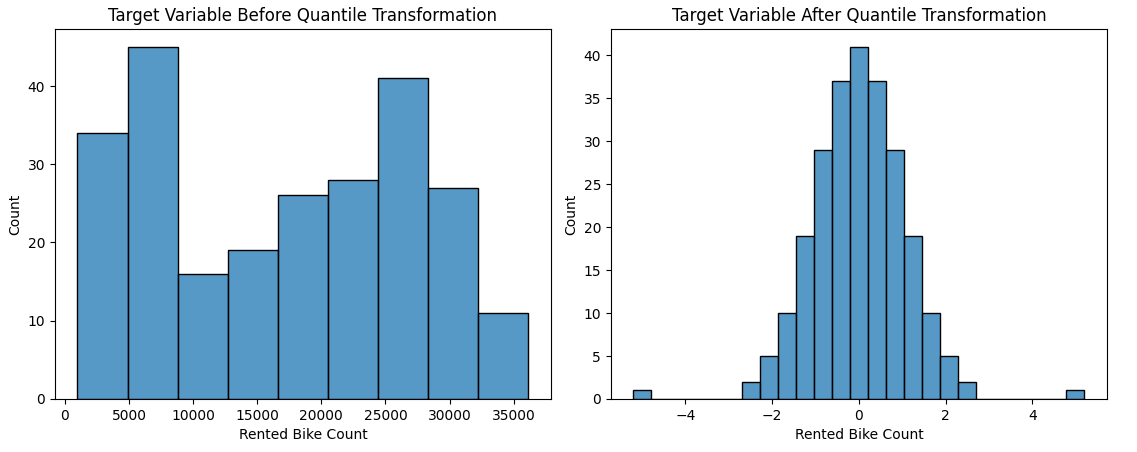 Target Variable Before Quantile Transformation
40
30
20
10
0
Count
0 5000 10000 15000 20000 25000 30000 35000
Rented Bike Count
Target Variable After Quantile Transformation
40
35
30
25
20
15
10
5
0
Count
−4 −2 0 2 4
Rented Bike Count